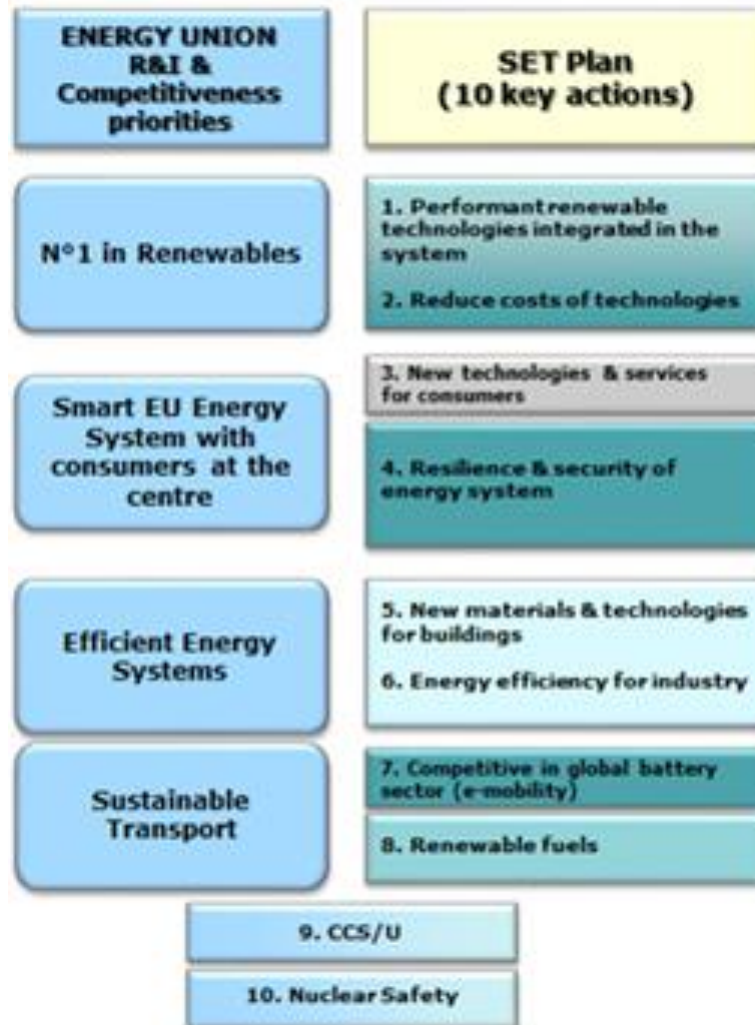 ENERGY UNION
R&I &
Competitiveness
priorities
SET Plan
(10 key actions)
N°1 in Renewables
1. Performant renewable
technologies integrated in the
system
2. Reduce costs of technologies
Smart EU Energy
System with
consumers at the
centre
3. New technologies & services
for consumers
4. Resilience & security of
energy system
Efficient Energy
Systems
5. New materials & technologies
for buildings
6. Energy efficiency for industry
Sustainable
Transport
7. Competitive in global battery
sector (e-mobility)
8. Renewable fuels
9. CCS/U
10. Nuclear Safety